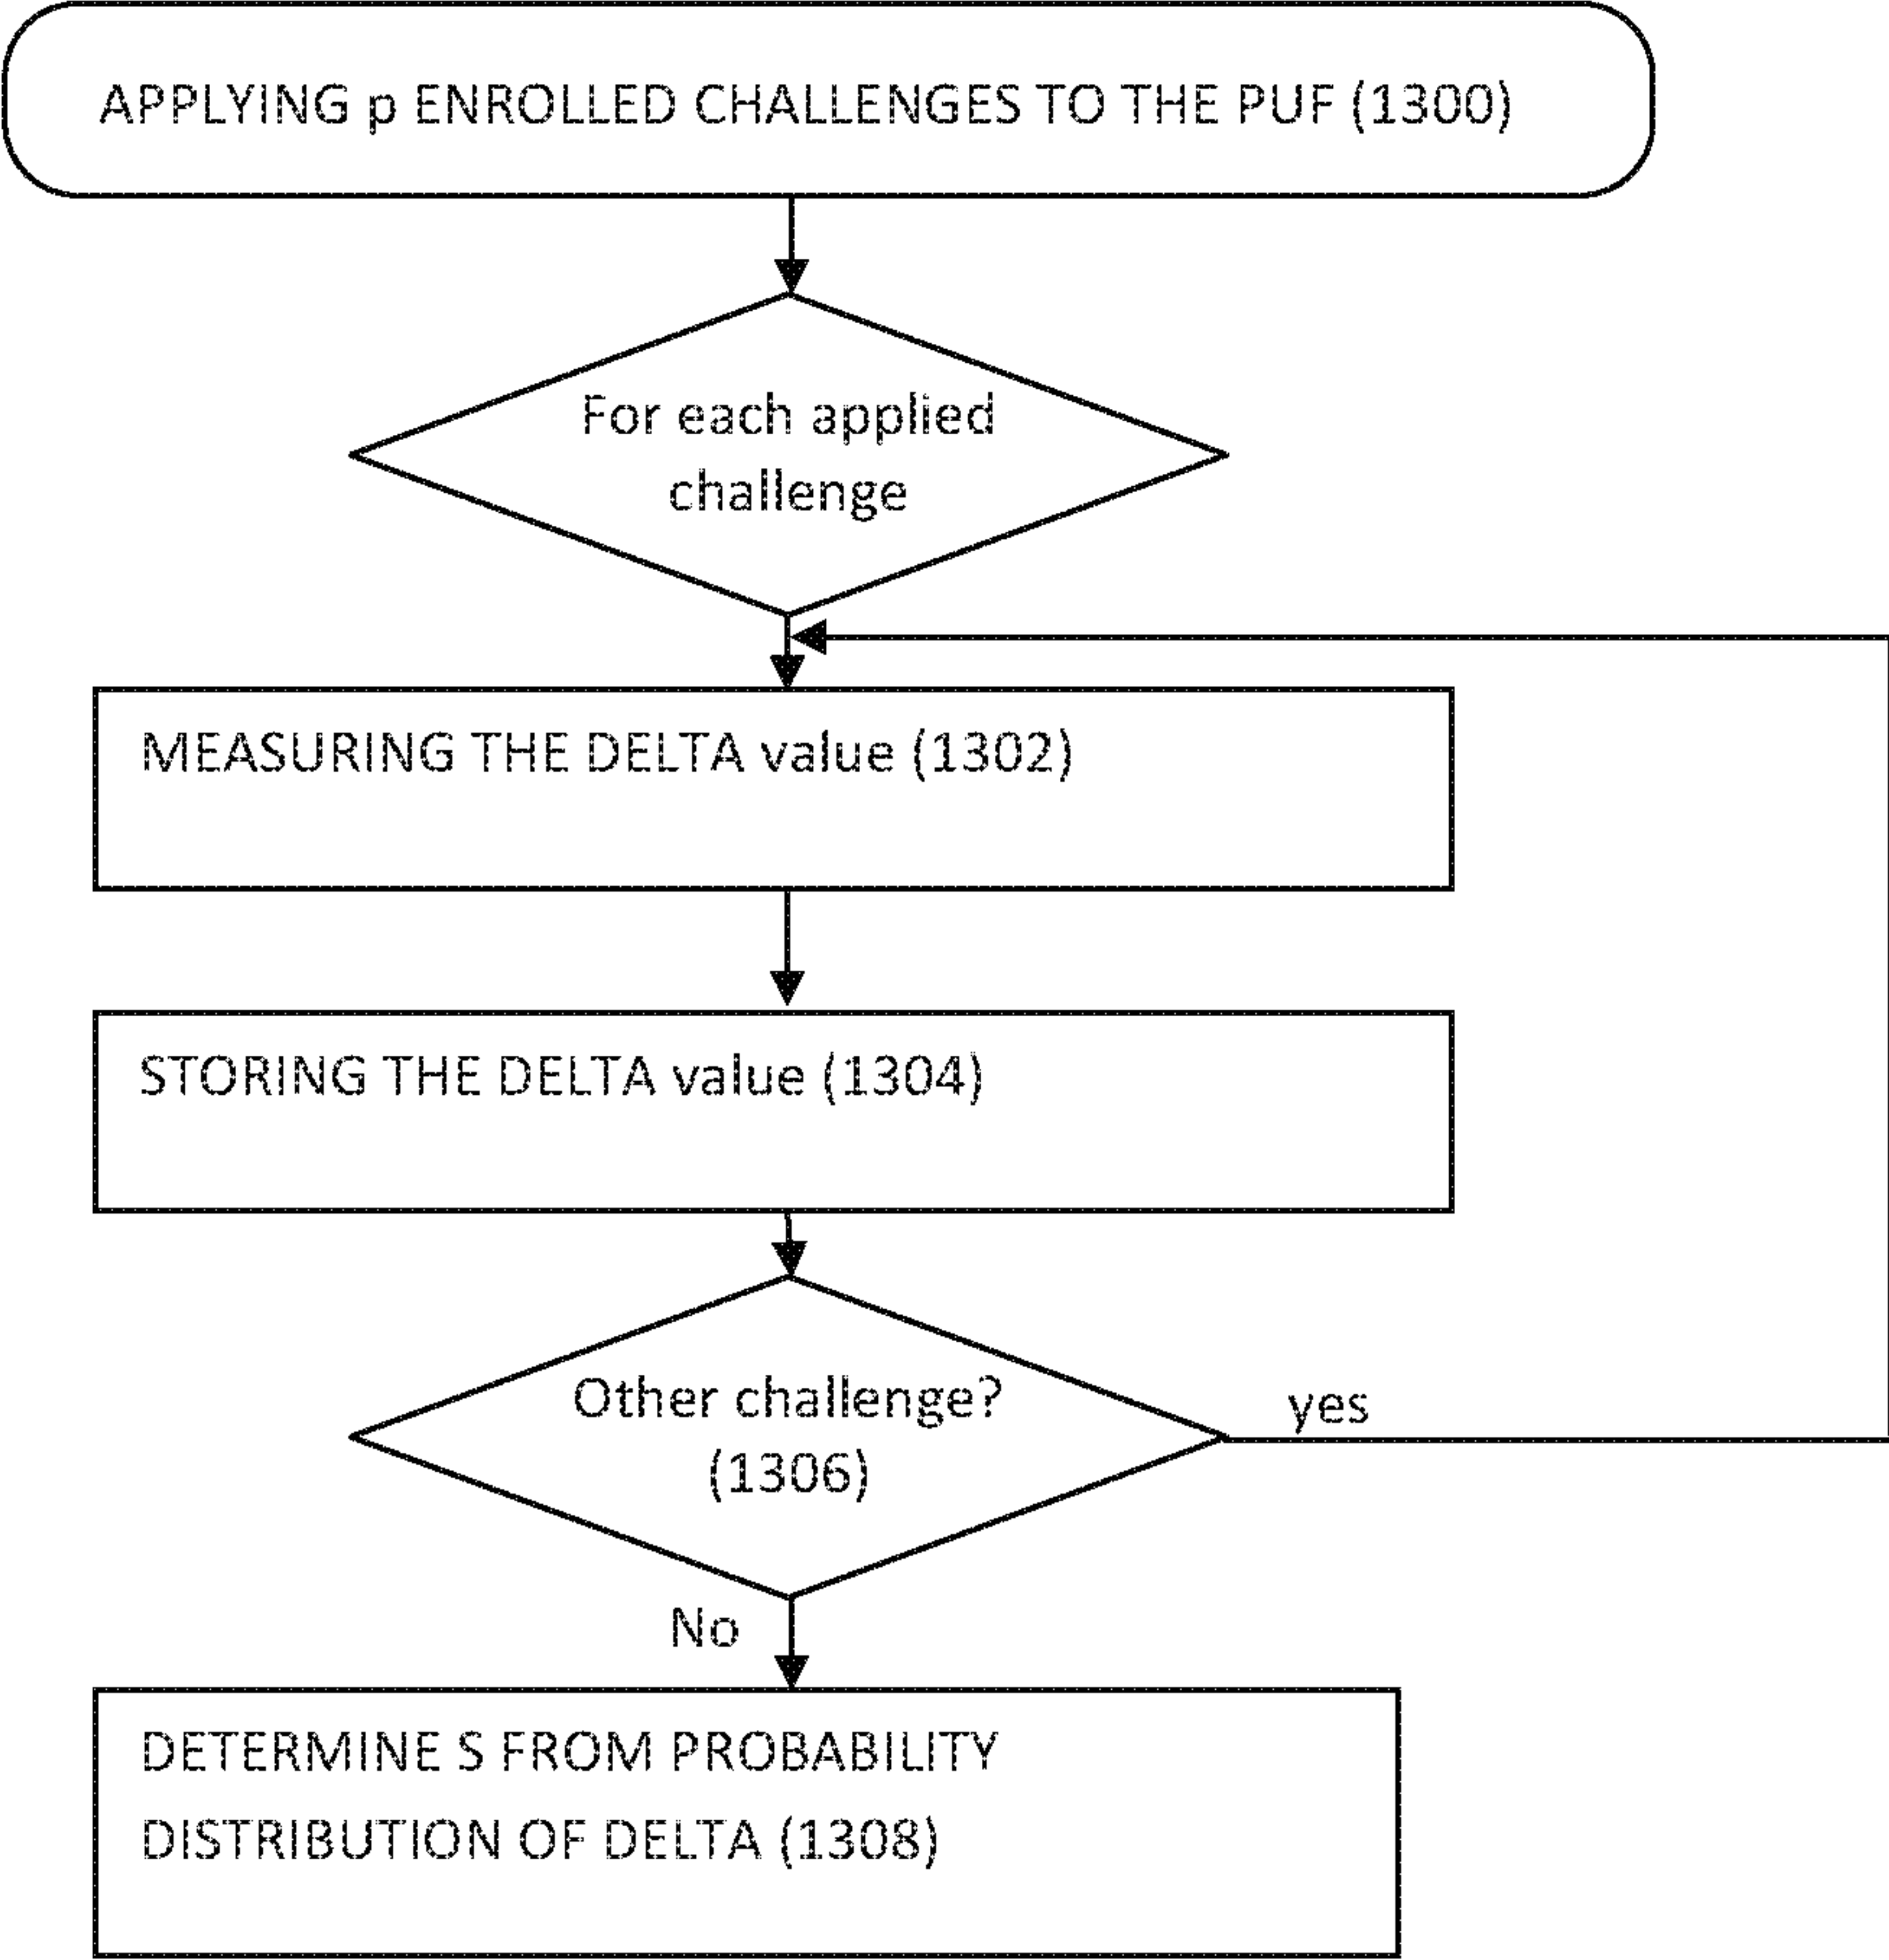 APPLYING p ENROLLED CHALLENGES TO THE PUF (1300)
For each applied
challenge
MEASURING THE DELTA value (1302)
STORING THE DELTA value (1304)
Other challenge?
(1306)
yes
No
DETERMINE S FROM PROBABILITY
DISTRIBUTION OF DELTA (1308)